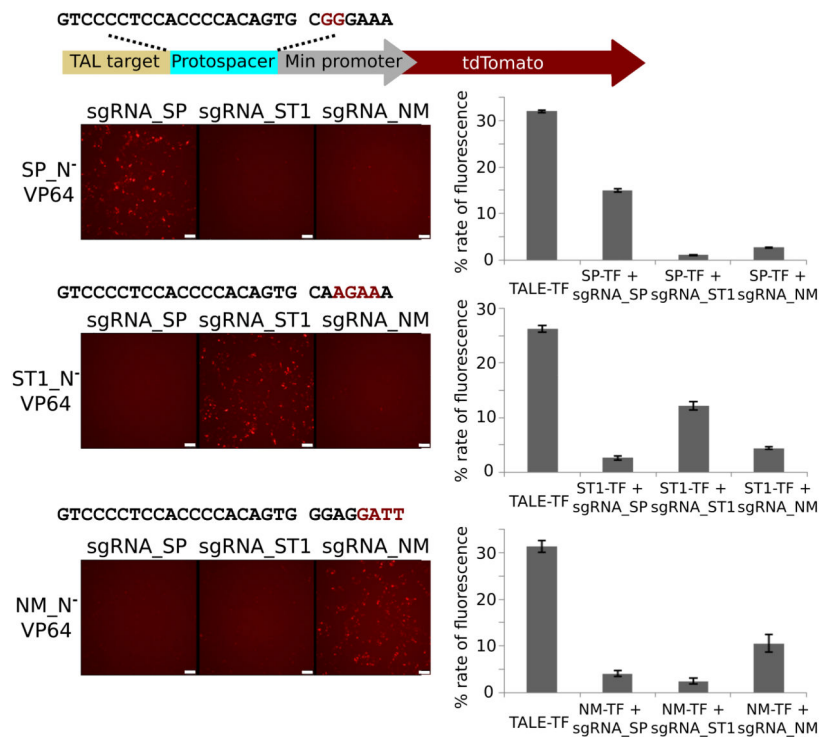 GTCCCCTCCACCCCACAGTG CGGGAAA
TAL target Protospacer Min promoter tdTomato
sgRNA_SP sgRNA_ST1 sgRNA_NM
SP_N-
VP64
% rate of fluorescence
30
20
10
0
TALE-TF
SP-TF + sgRNA_SP
SP-TF + sgRNA_ST1
SP-TF + sgRNA_NM
GTCCCCTCCACCCCACAGTG CAAGAAA
sgRNA_SP sgRNA_ST1 sgRNA_NM
ST1_N-
VP64
% rate of fluorescence
30
20
10
0
TALE-TF
ST1-TF + sgRNA_SP
ST1-TF + sgRNA_ST1
ST1-TF + sgRNA_NM
GTCCCCTCCACCCCACAGTG GGAGGATT
sgRNA_SP sgRNA_ST1 sgRNA_NM
NM_N-
VP64
% rate of fluorescence
30
20
10
0
TALE-TF
NM-TF + sgRNA_SP
NM-TF + sgRNA_ST1
NM-TF + sgRNA_NM